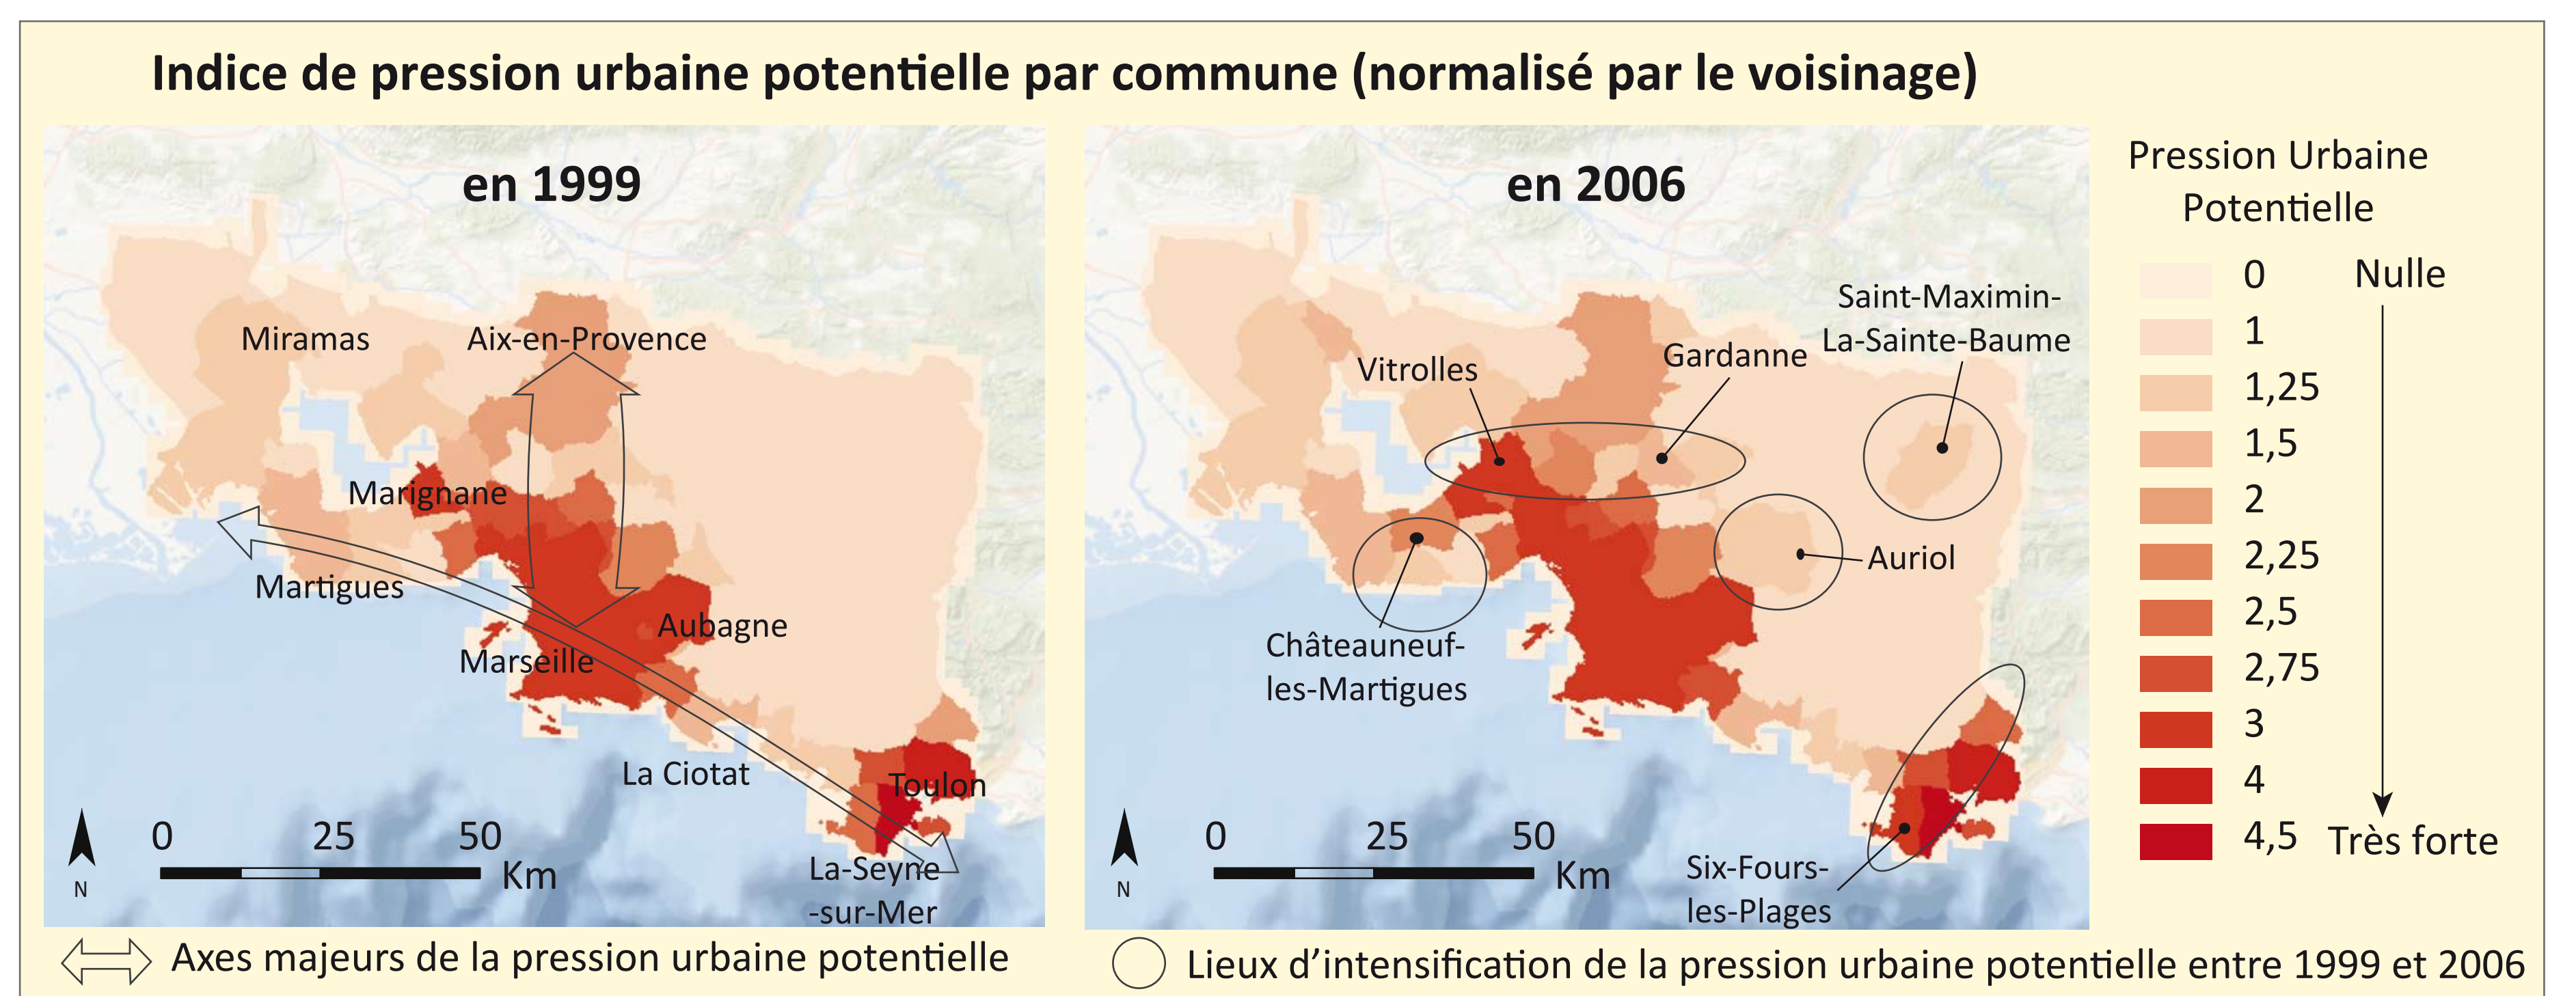 Indice de pression urbaine potentielle par commune (normalisé par le voisinage)
en 1999
Miramas
Aix-en-Provence
Marignane
Martigues
Aubagne
Marseille
La Ciotat
Toulon
La-Seyne
-sur-Mer
0 25 50
Km
N
Axes majeurs de la pression urbaine potentielle
en 2006
Saint-Maximin-
La-Sainte-Baume
Vitrolles
Gardanne
Auriol
Châteauneuf-
les-Martigues
Six-Fours-
les-Plages
0 25 50
Km
N
Lieux d’intensification de la pression urbaine potentielle entre 1999 et 2006
Pression Urbaine
Potentielle
0 Nulle
1
1,25
1,5
2
2,25
2,5
2,75
3
4
4,5 Très forte